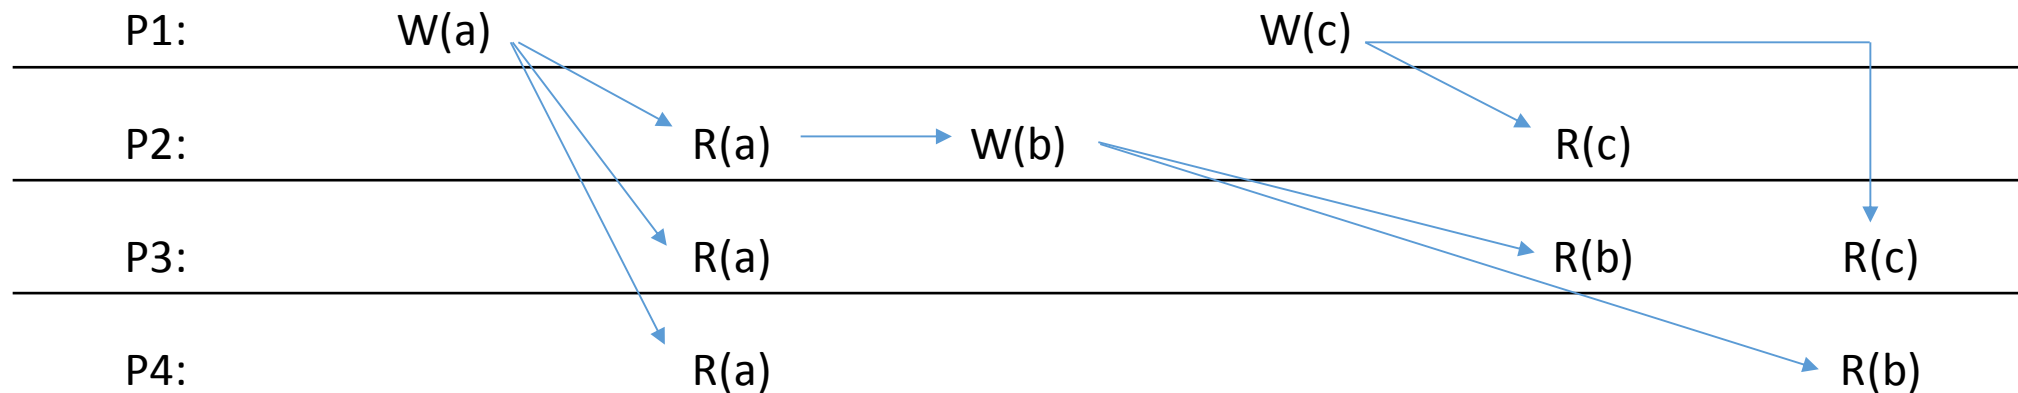 P1: W(a) W(c)
P2: R(a) W(b) R(c)
P3: R(a) R(b) R(c)
P4: R(a) R(b)